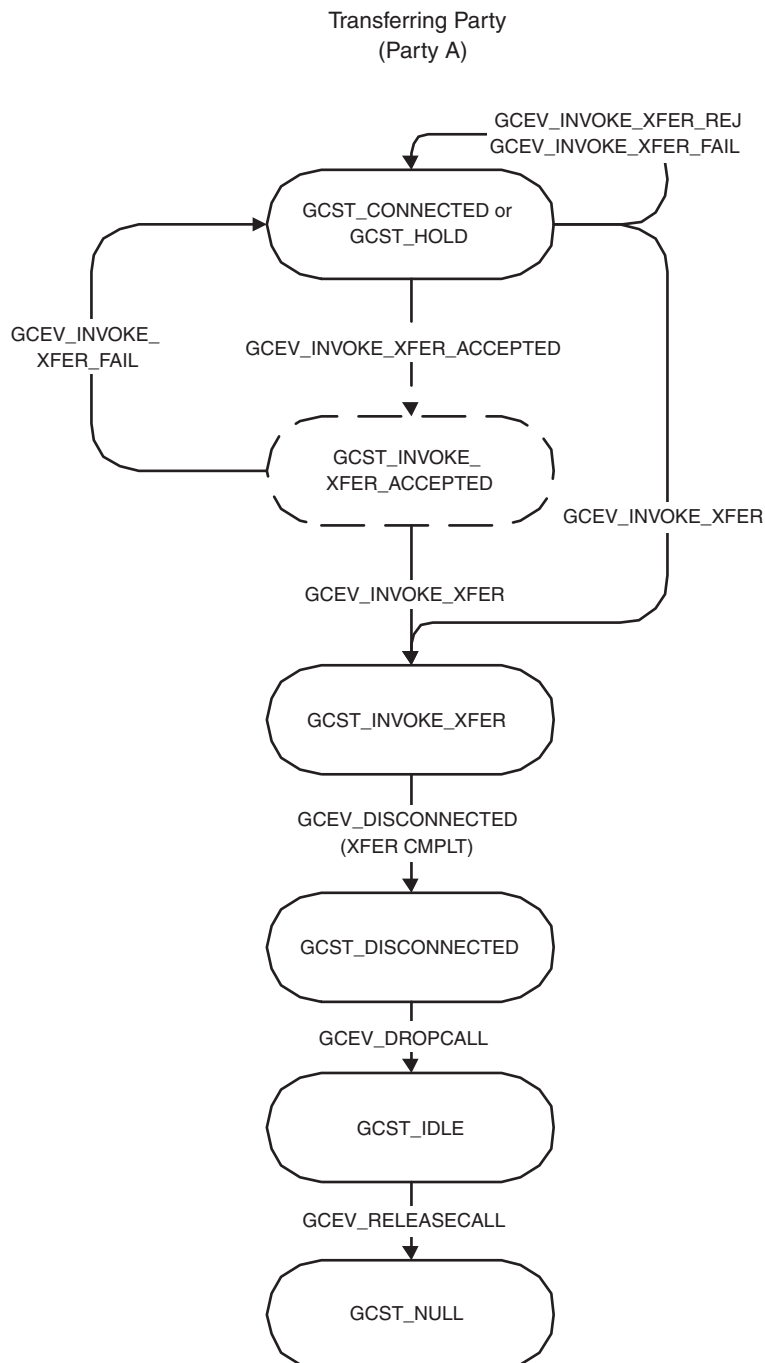 Transferring Party
(Party A)
GCEV_INVOKE_XFER_REJ
GCEV_INVOKE_XFER_FAIL
GCST_CONNECTED or
GCST_HOLD
GCEV_INVOKE_
XFER_FAIL
GCEV_INVOKE_XFER_ACCEPTED
GCST_INVOKE_
XFER_ACCEPTED
GCEV_INVOKE_XFER
GCEV_INVOKE_XFER
GCST_INVOKE_XFER
GCEV_DISCONNECTED
(XFER CMPLT)
GCST_DISCONNECTED
GCEV_DROPCALL
GCST_IDLE
GCEV_RELEASECALL
GCST_NULL